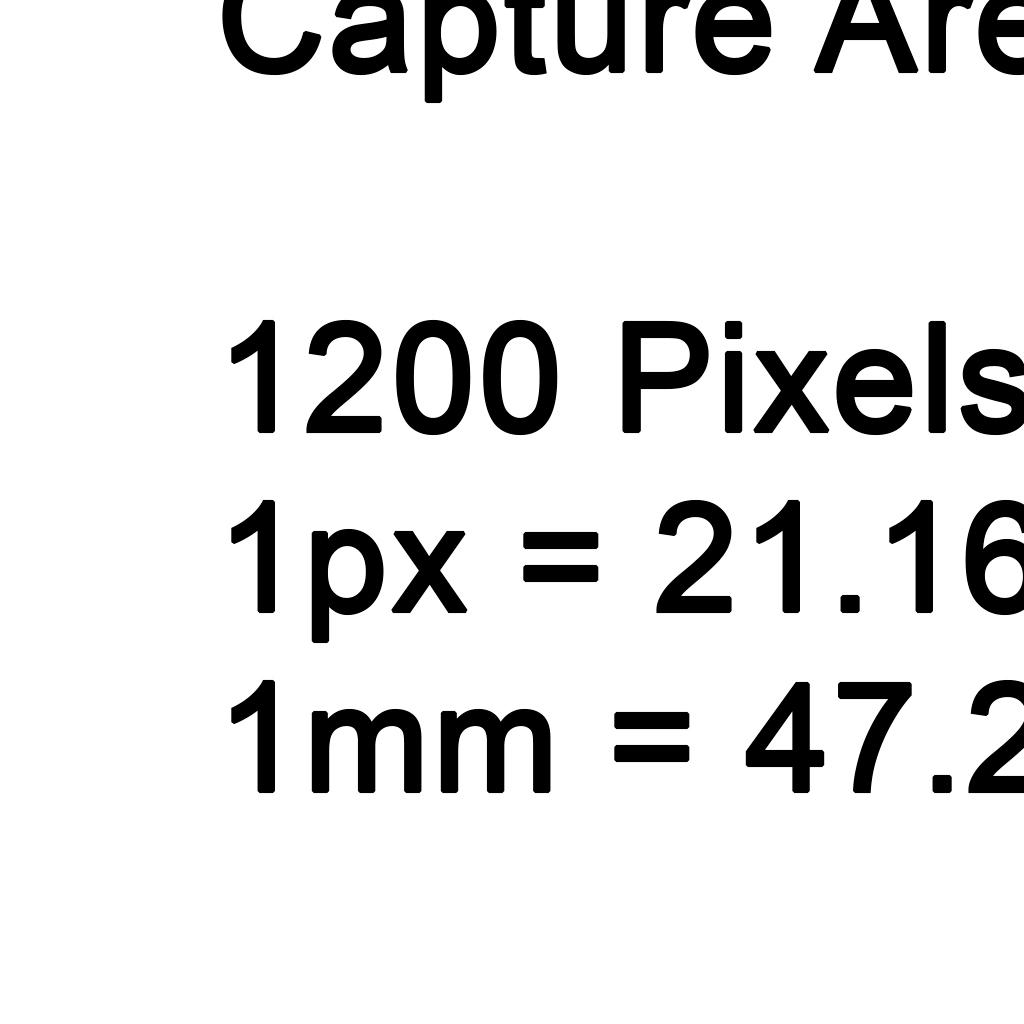 Capture Are
1200 Pixels
1px = 21.16
1mm = 47.2